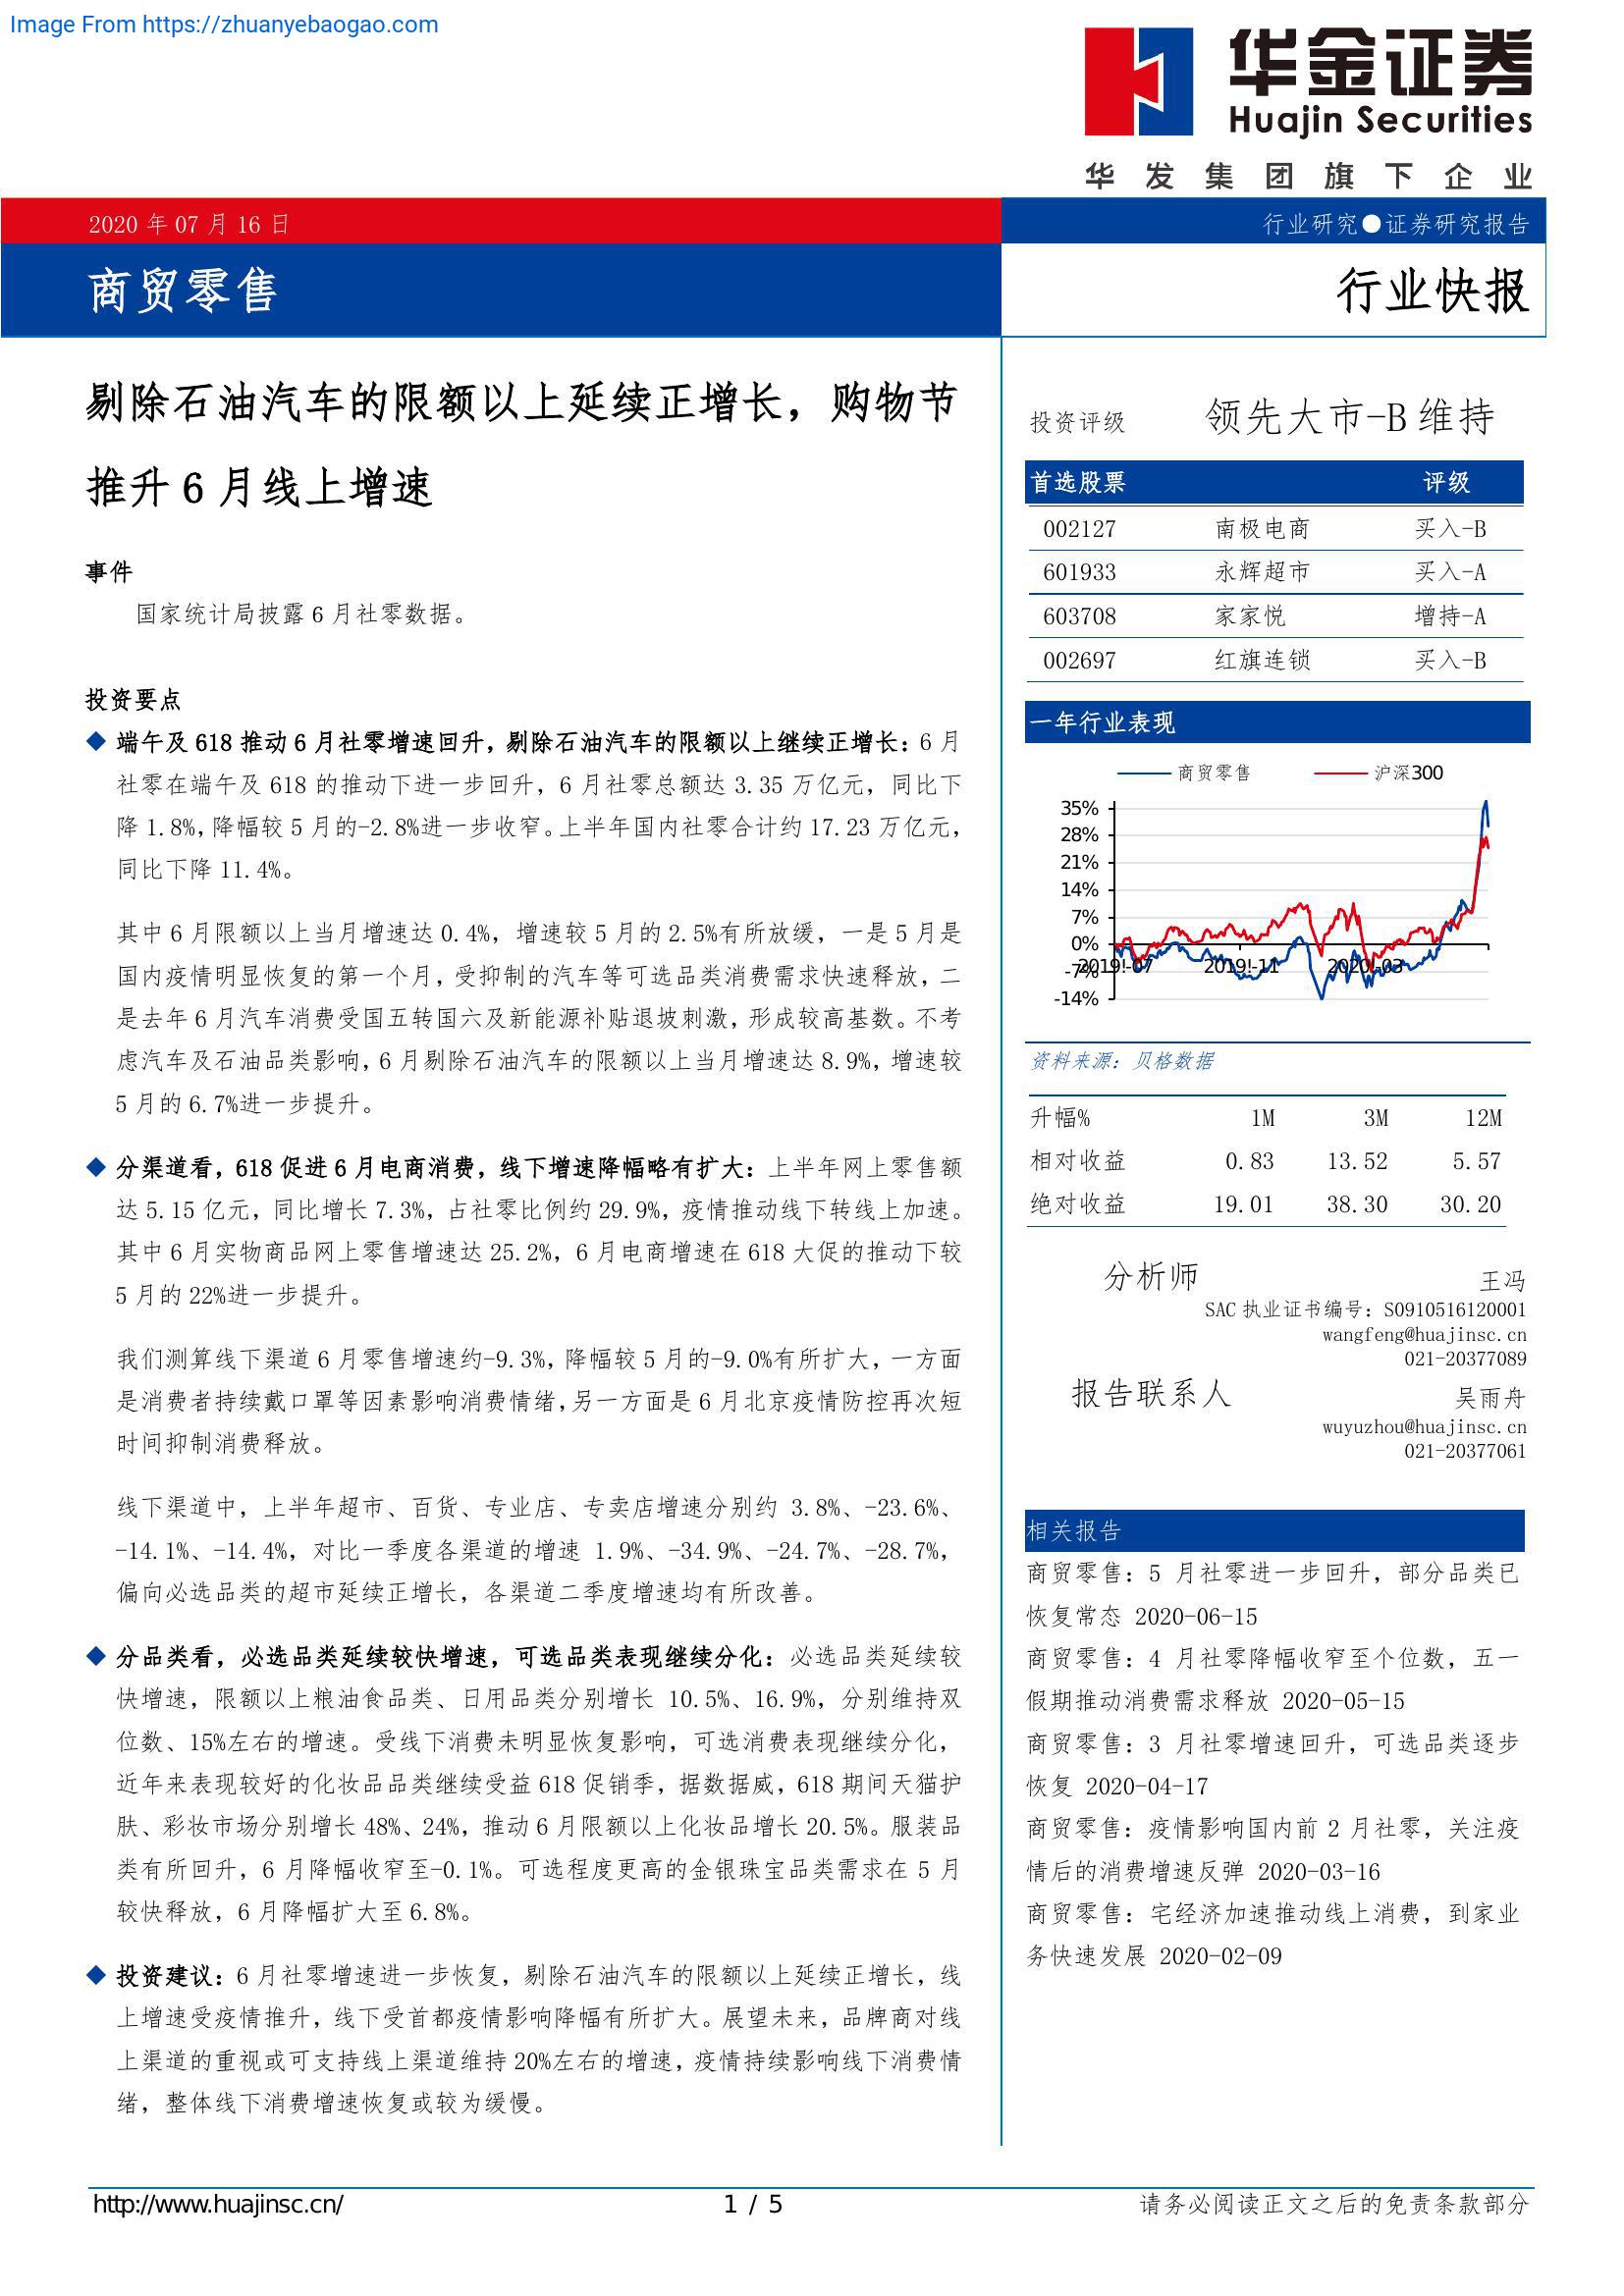 Image From https://zhuanyebaogao.com
华金证券
Huajin Securities
华发集团旗下企业
2020 年 07 月 16 日
行业研究●证券研究报告
商贸零售
行业快报
剔除石油汽车的限额以上延续正增长，购物节
推升 6 月线上增速
事件
国家统计局披露 6 月社零数据。
投资要点
◆ 端午及 618 推动 6 月社零增速回升，剔除石油汽车的限额以上继续正增长：6 月
社零在端午及 618 的推动下进一步回升，6 月社零总额达 3.35 万亿元，同比下
降 1.8%，降幅较 5 月的-2.8%进一步收窄。上半年国内社零合计约 17.23 万亿元，
同比下降 11.4%。
其中 6 月限额以上当月增速达 0.4%，增速较 5 月的 2.5%有所放缓，一是 5 月是
国内疫情明显恢复的第一个月，受抑制的汽车等可选品类消费需求快速释放，二
是去年 6 月汽车消费受国五转国六及新能源补贴退坡刺激，形成较高基数。不考
虑汽车及石油品类影响，6 月剔除石油汽车的限额以上当月增速达 8.9%，增速较
5 月的 6.7%进一步提升。
◆ 分渠道看，618 促进 6 月电商消费，线下增速降幅略有扩大：上半年网上零售额
达 5.15 亿元，同比增长 7.3%，占社零比例约 29.9%，疫情推动线下转线上加速。
其中 6 月实物商品网上零售增速达 25.2%，6 月电商增速在 618 大促的推动下较
5 月的 22%进一步提升。
我们测算线下渠道 6 月零售增速约-9.3%，降幅较 5 月的-9.0%有所扩大，一方面
是消费者持续戴口罩等因素影响消费情绪，另一方面是 6 月北京疫情防控再次短
时间抑制消费释放。
线下渠道中，上半年超市、百货、专业店、专卖店增速分别约 3.8%、-23.6%、
-14.1%、-14.4%，对比一季度各渠道的增速 1.9%、-34.9%、-24.7%、-28.7%，
偏向必选品类的超市延续正增长，各渠道二季度增速均有所改善。
◆ 分品类看，必选品类延续较快增速，可选品类表现继续分化：必选品类延续较
快增速，限额以上粮油食品类、日用品类分别增长 10.5%、16.9%，分别维持双
位数、15%左右的增速。受线下消费未明显恢复影响，可选消费表现继续分化，
近年来表现较好的化妆品品类继续受益 618 促销季，据数据威，618 期间天猫护
肤、彩妆市场分别增长 48%、24%，推动 6 月限额以上化妆品增长 20.5%。服装品
类有所回升，6 月降幅收窄至-0.1%。可选程度更高的金银珠宝品类需求在 5 月
较快释放，6 月降幅扩大至 6.8%。
◆ 投资建议：6 月社零增速进一步恢复，剔除石油汽车的限额以上延续正增长，线
上增速受疫情推升，线下受首都疫情影响降幅有所扩大。展望未来，品牌商对线
上渠道的重视或可支持线上渠道维持 20%左右的增速，疫情持续影响线下消费情
绪，整体线下消费增速恢复或较为缓慢。
投资评级 领先大市-B 维持
首选股票 评级
002127 南极电商 买入-B
601933 永辉超市 买入-A
603708 家家悦 增持-A
002697 红旗连锁 买入-B
一年行业表现
商贸零售 沪深300
35%
28%
21%
14%
7%
0%
-7%
-14%
2019!-07 2019!-11 2020!-03
资料来源：贝格数据
升幅% 1M 3M 12M
相对收益 0.83 13.52 5.57
绝对收益 19.01 38.30 30.20
分析师 王冯
SAC 执业证书编号：S0910516120001
wangfeng@huajinsc.cn
021-20377089
报告联系人 吴雨舟
wuyuzhou@huajinsc.cn
021-20377061
相关报告
商贸零售：5 月社零进一步回升，部分品类已
恢复常态 2020-06-15
商贸零售：4 月社零降幅收窄至个位数，五一
假期推动消费需求释放 2020-05-15
商贸零售：3 月社零增速回升，可选品类逐步
恢复 2020-04-17
商贸零售：疫情影响国内前 2 月社零，关注疫
情后的消费增速反弹 2020-03-16
商贸零售：宅经济加速推动线上消费，到家业
务快速发展 2020-02-09
http://www.huajinsc.cn/ 1 / 5 请务必阅读正文之后的免责条款部分